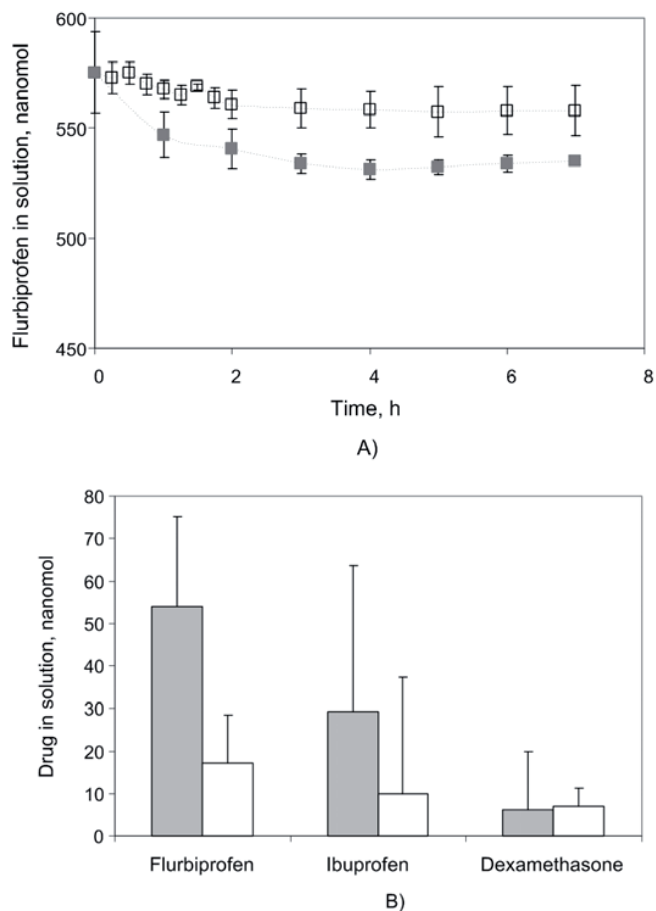 600
550
500
450
Flurbiprofen in solution, nanomol
0 2 4 6 8
Time, h
A)
80
70
60
50
40
30
20
10
0
Drug in solution, nanomol
Flurbiprofen Ibuprofen Dexamethasone
B)